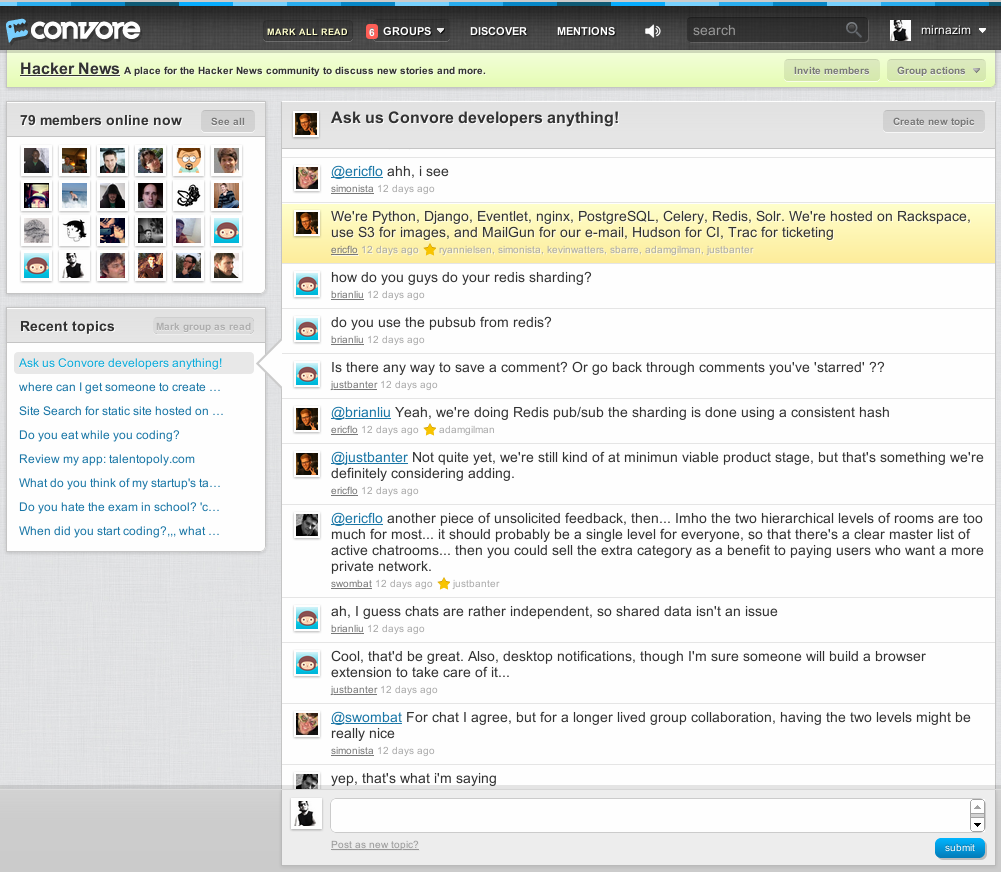 convore
MARK ALL READ
6 GROUPS
DISCOVER
MENTIONS
search
mirnazim
Hacker News A place for the Hacker News community to discuss new stories and more.
Invite members
Group actions
79 members online now
See all
Recent topics
Mark group as read
Ask us Convore developers anything!
where can I get someone to create …
Site Search for static site hosted on …
Do you eat while you coding?
Review my app: talentopoly.com
What do you think of my startup's ta…
Do you hate the exam in school? 'c…
When did you start coding?,,, what …
Ask us Convore developers anything!
Create new topic
@ericflo ahh, i see
simonista 12 days ago
We're Python, Django, Eventlet, nginx, PostgreSQL, Celery, Redis, Solr. We're hosted on Rackspace,
use S3 for images, and MailGun for our e-mail, Hudson for CI, Trac for ticketing
ericflo 12 days ago ryannielsen, simonista, kevinwatters, sbarre, adamgilman, justbanter
how do you guys do your redis sharding?
brianliu 12 days ago
do you use the pubsub from redis?
brianliu 12 days ago
Is there any way to save a comment? Or go back through comments you've 'starred' ??
justbanter 12 days ago
@brianliu Yeah, we're doing Redis pub/sub the sharding is done using a consistent hash
ericflo 12 days ago adamgilman
@justbanter Not quite yet, we're still kind of at minimun viable product stage, but that's something we're
definitely considering adding.
ericflo 12 days ago
@ericflo another piece of unsolicited feedback, then... Imho the two hierarchical levels of rooms are too
much for most... it should probably be a single level for everyone, so that there's a clear master list of
active chatrooms... then you could sell the extra category as a benefit to paying users who want a more
private network.
swombat 12 days ago justbanter
ah, I guess chats are rather independent, so shared data isn't an issue
brianliu 12 days ago
Cool, that'd be great. Also, desktop notifications, though I'm sure someone will build a browser
extension to take care of it...
justbanter 12 days ago
@swombat For chat I agree, but for a longer lived group collaboration, having the two levels might be
really nice
simonista 12 days ago
yep, that's what i'm saying
Post as new topic?
submit